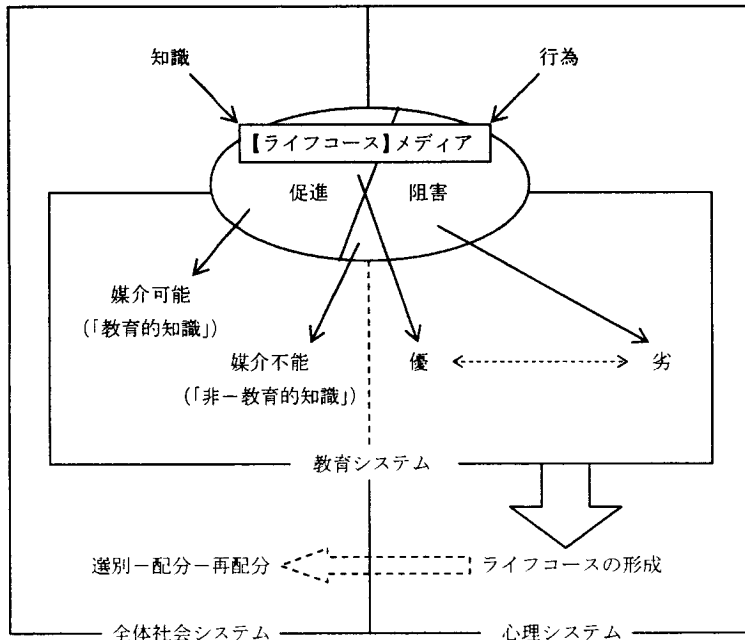 知識
行為
【ライフコース】メディア
促進
阻害
媒介可能
(「教育的知識」)
媒介不能
(「非－教育的知識」)
優
劣
教育システム
選別－配分－再配分
ライフコースの形成
全体社会システム
心理システム